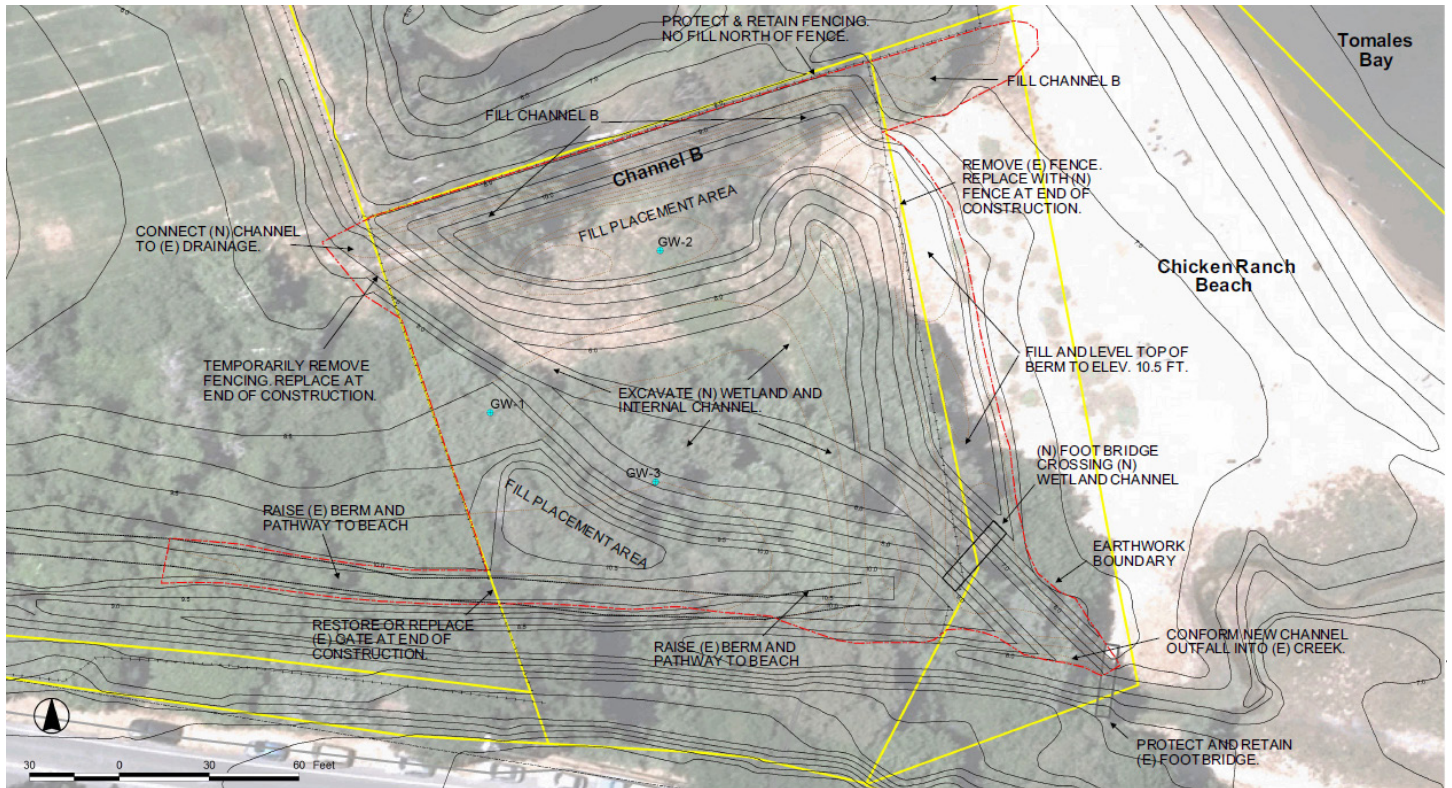 PROTECT & RETAIN FENCING.
NO FILL NORTH OF FENCE.
Tomales
Bay
FILL CHANNEL B
FILL CHANNEL B
Channel B
REMOVE (E) FENCE.
REPLACE WITH (N)
FENCE AT END OF
CONSTRUCTION.
FILL PLACEMENT AREA
CONNECT (N) CHANNEL
TO (E) DRAINAGE.
GW-2
Chicken Ranch
Beach
TEMPORARILY REMOVE
FENCING. REPLACE AT
END OF CONSTRUCTION.
FILL AND LEVEL TOP OF
BERM TO ELEV. 10.5 FT.
EXCAVATE (N) WETLAND AND
INTERNAL CHANNEL.
GW-1
(N) FOOT BRIDGE
CROSSING (N)
WETLAND CHANNEL
GW-3
FILL PLACEMENT AREA
RAISE (E) BERM AND
PATHWAY TO BEACH
EARTHWORK
BOUNDARY
RESTORE OR REPLACE
(E) GATE AT END OF
CONSTRUCTION.
RAISE (E) BERM AND
PATHWAY TO BEACH
CONFORM NEW CHANNEL
OUTFALL INTO (E) CREEK.
PROTECT AND RETAIN
(E) FOOT BRIDGE.
30 0 30 60 Feet